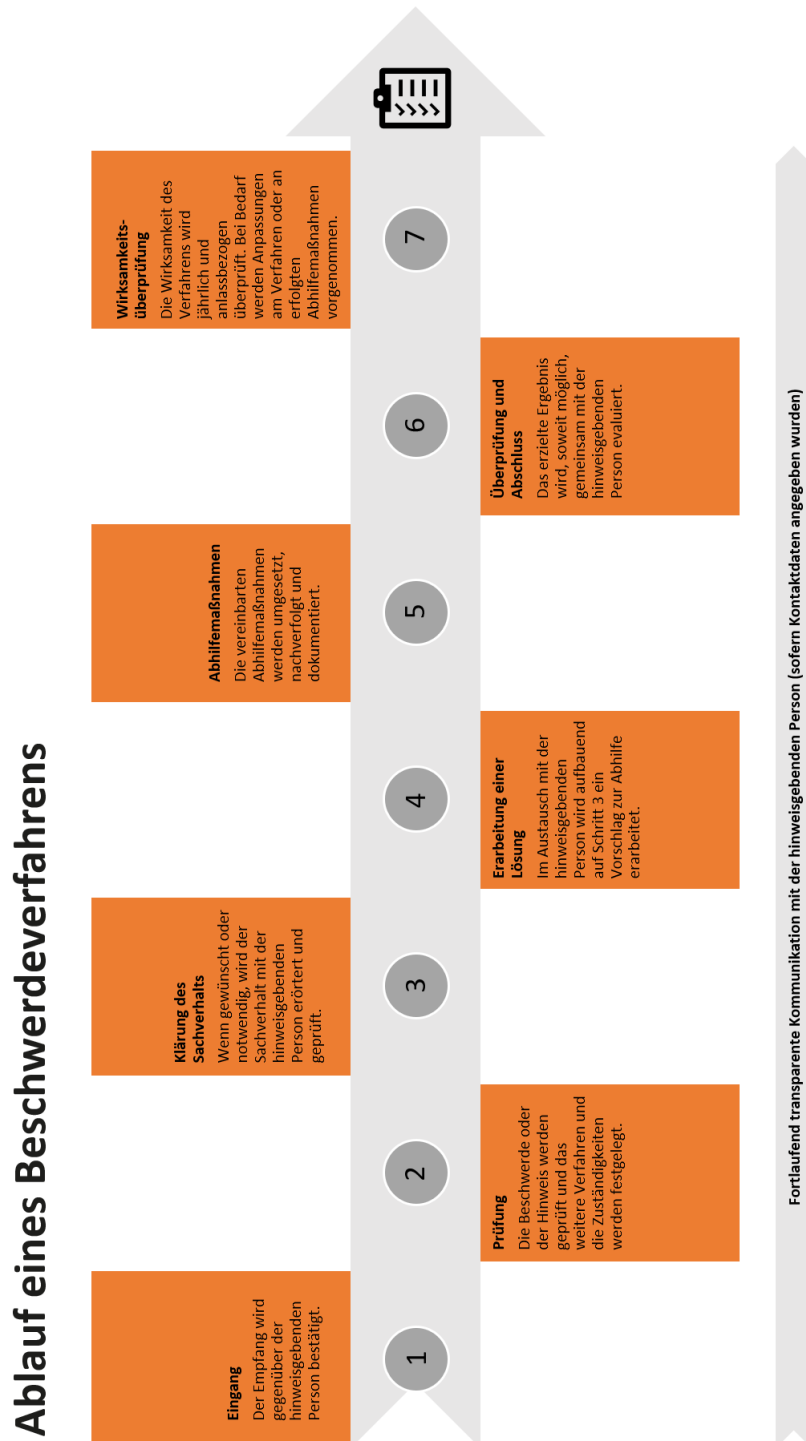 Ablauf eines Beschwerdeverfahrens
1
Eingang
Der Empfang wird
gegenüber der
hinweisgebenden
Person bestätigt.
2
Prüfung
Die Beschwerde oder
der Hinweis werden
geprüft und das
weitere Verfahren und
die Zuständigkeiten
werden festgelegt.
3
Klärung des
Sachverhalts
Wenn gewünscht oder
notwendig, wird der
Sachverhalt mit der
hinweisgebenden
Person erörtert und
geprüft.
4
Erarbeitung einer
Lösung
Im Austausch mit der
hinweisgebenden
Person wird aufbauend
auf Schritt 3 ein
Vorschlag zur Abhilfe
erarbeitet.
5
Abhilfemaßnahmen
Die vereinbarten
Abhilfemaßnahmen
werden umgesetzt,
nachverfolgt und
dokumentiert.
6
Überprüfung und
Abschluss
Das erzielte Ergebnis
wird, soweit möglich,
gemeinsam mit der
hinweisgebenden
Person evaluiert.
7
Wirksamkeits-
überprüfung
Die Wirksamkeit des
Verfahrens wird
jährlich und
anlassbezogen
überprüft. Bei Bedarf
werden Anpassungen
am Verfahren oder an
erfolgten
Abhilfemaßnahmen
vorgenommen.
Fortlaufend transparente Kommunikation mit der hinweisgebenden Person (sofern Kontaktdaten angegeben wurden)